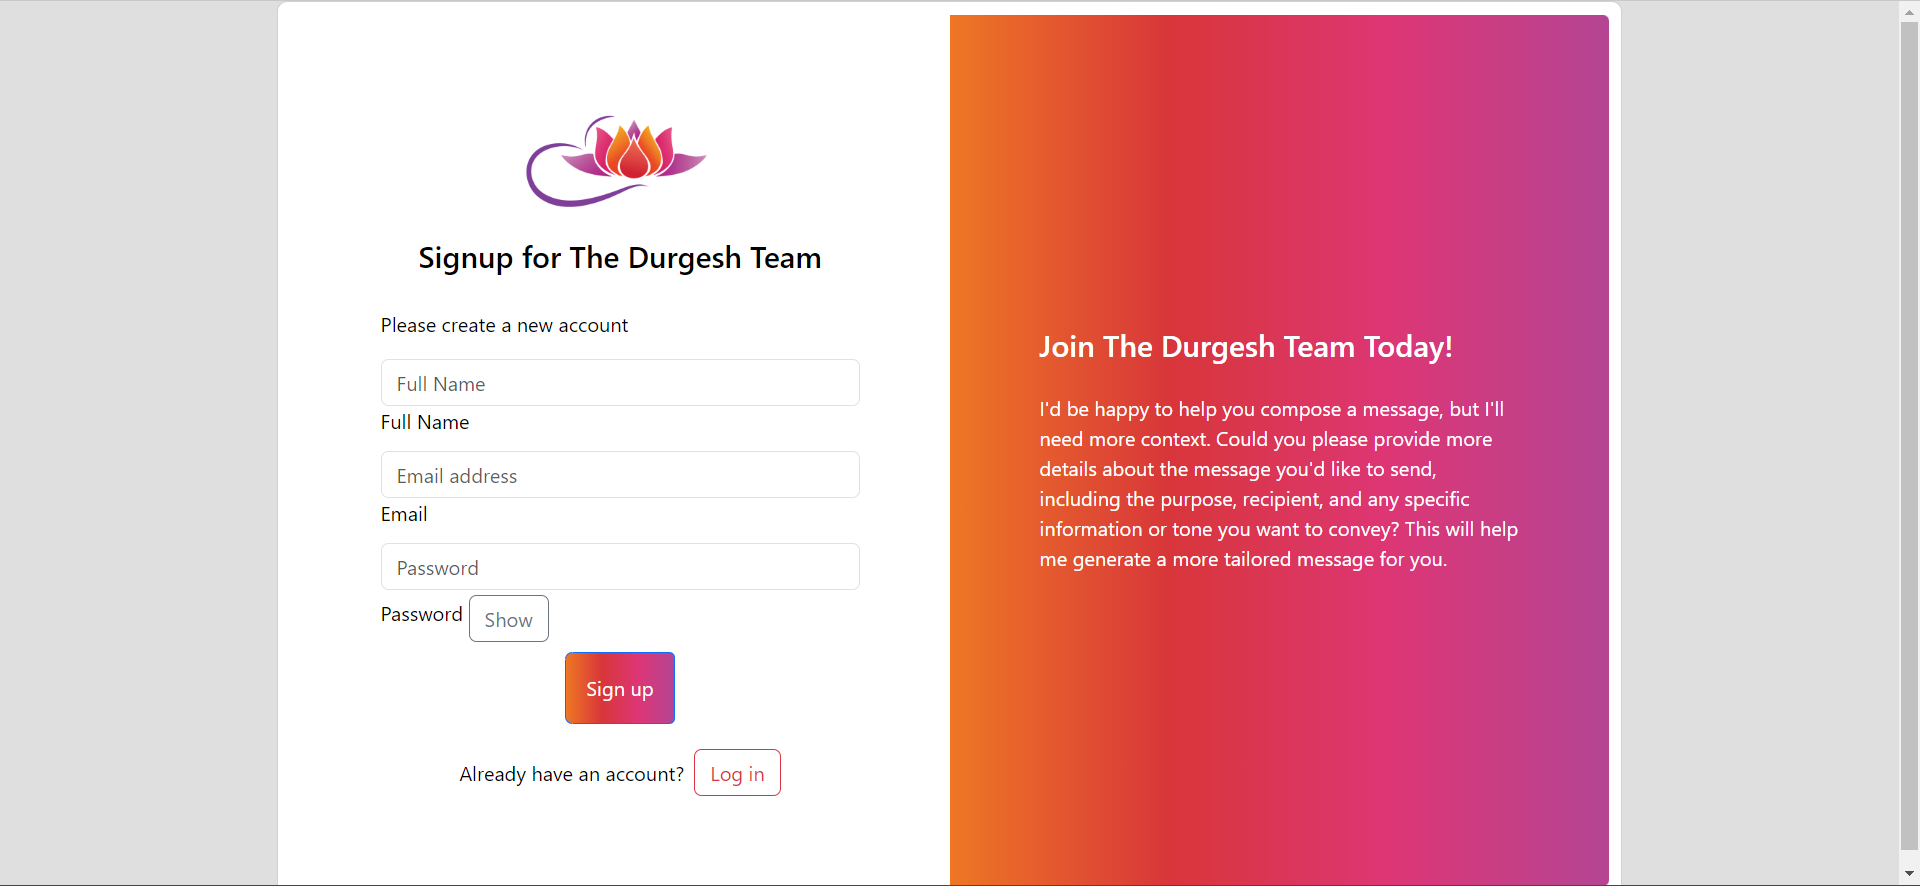 Signup for The Durgesh Team
Please create a new account
Full Name
Full Name
Email address
Email
Password
Password Show
Sign up
Already have an account? Log in
Join The Durgesh Team Today!
I'd be happy to help you compose a message, but I'll
need more context. Could you please provide more
details about the message you'd like to send,
including the purpose, recipient, and any specific
information or tone you want to convey? This will help
me generate a more tailored message for you.